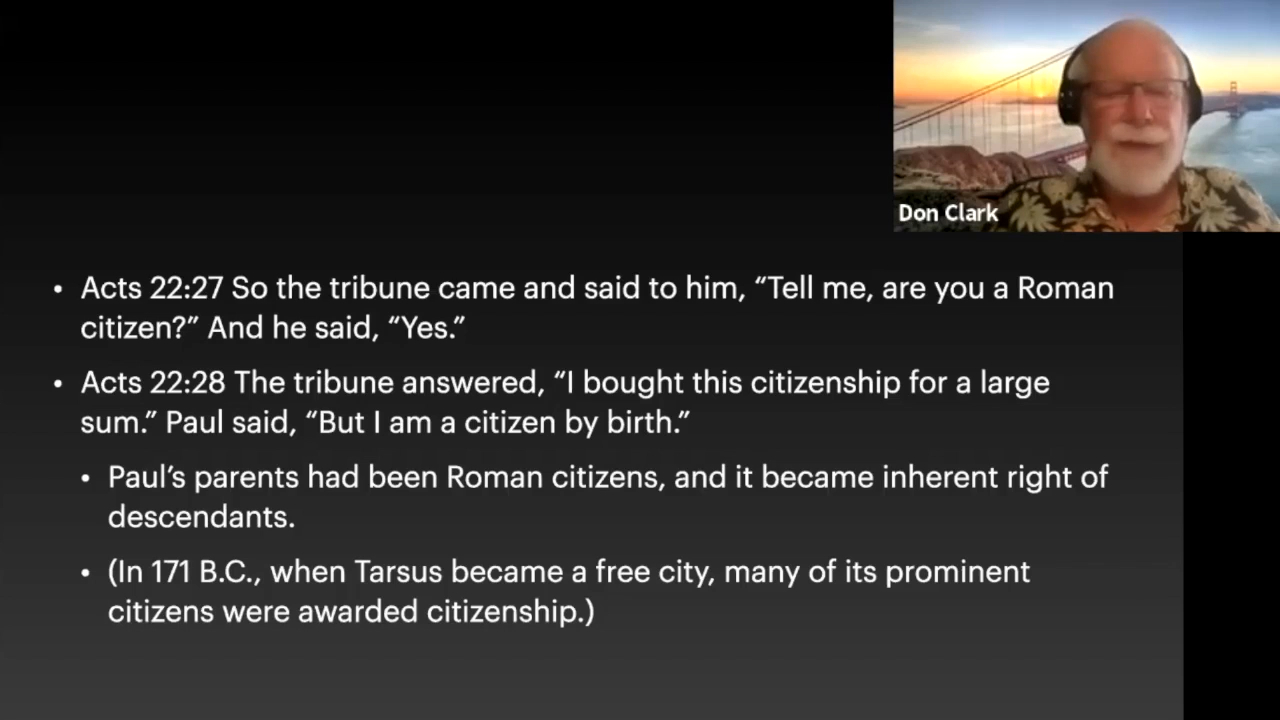 Don Clark
• Acts 22:27 So the tribune came and said to him, “Tell me, are you a Roman
citizen?” And he said, “Yes.”
• Acts 22:28 The tribune answered, “I bought this citizenship for a large
sum.” Paul said, “But I am a citizen by birth.”
• Paul’s parents had been Roman citizens, and it became inherent right of
descendants.
• (In 171 B.C., when Tarsus became a free city, many of its prominent
citizens were awarded citizenship.)